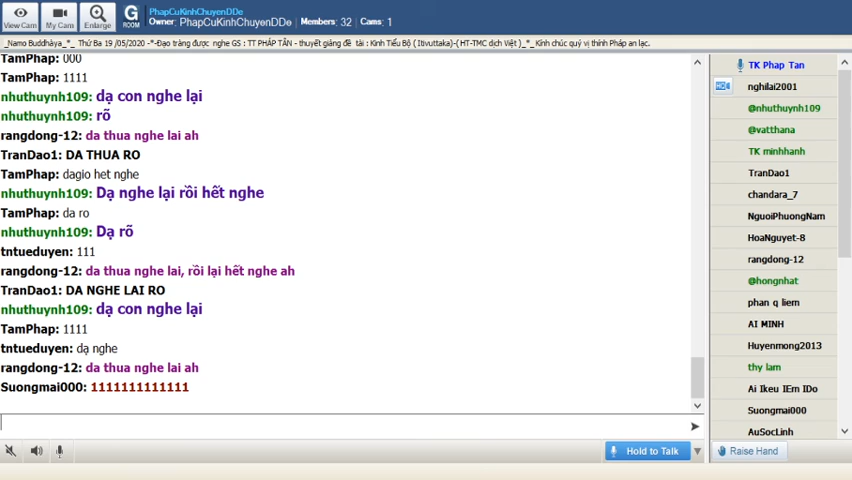 View Cam
My Cam
Enlarge
G
ROOM
PhapCuKinhChuyenDDe
Owner: PhapCuKinhChuyenDDe | Members: 32 | Cams: 1
_Namo Buddhàya_*_ Thứ Ba 19 /05/2020 -*-Đạo tràng được nghe GS : TT PHÁP TÂN - thuyết giảng đề tài : Kinh Tiểu Bộ ( Itivuttaka)-( HT-TMC dịch Việt )_*_ Kính chúc quý vị thính Pháp an lạc.
TamPhap: 000
TamPhap: 1111
nhuthuynh109: dạ con nghe lại
nhuthuynh109: rõ
rangdong-12: da thua nghe lai ah
TranDao1: DA THUA RO
TamPhap: dagio het nghe
nhuthuynh109: Dạ nghe lại rồi hết nghe
TamPhap: da ro
nhuthuynh109: Dạ rõ
tntueduyen: 111
rangdong-12: da thua nghe lai, rồi lại hết nghe ah
TranDao1: DA NGHE LAI RO
nhuthuynh109: dạ con nghe lại
TamPhap: 1111
tntueduyen: dạ nghe
rangdong-12: da thua nghe lai ah
Suongmai000: 1111111111111
Hold to Talk
TK Phap Tan
nghilai2001
@nhuthuynh109
@vatthana
TK minhhanh
TranDao1
chandara_7
NguoiPhuongNam
HoaNguyet-8
rangdong-12
@hongnhat
phan q liem
AI MINH
Huyenmong2013
thy lam
Ai Ikeu IErn IDo
Suongmai000
AuSocLinh
Raise Hand